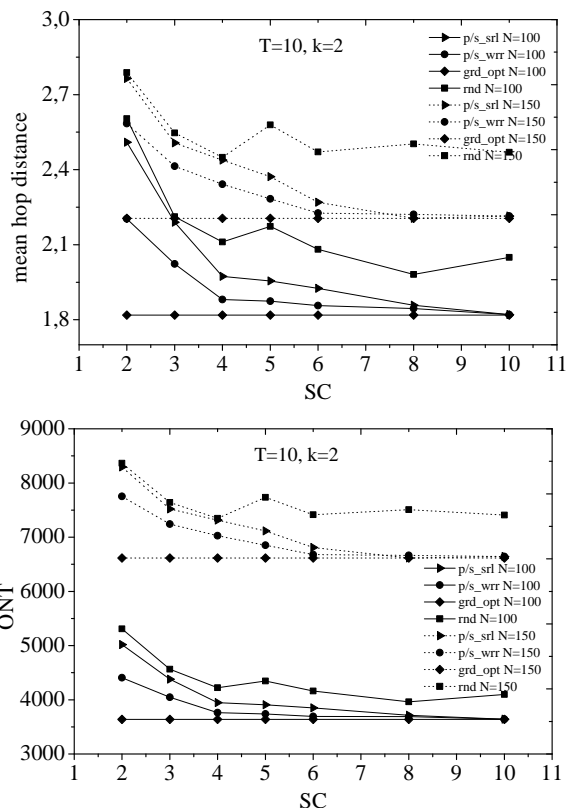 3,0
T=10, k=2
p/s_srl N=100
p/s_wrr N=100
grd_opt N=100
rnd N=100
p/s_srl N=150
p/s_wrr N=150
grd_opt N=150
rnd N=150
2,7
2,4
2,1
1,8
mean hop distance
1 2 3 4 5 6 7 8 9 10 11
SC
9000
T=10, k=2
8000
7000
6000
5000
4000
3000
p/s_srl N=100
p/s_wrr N=100
grd_opt N=100
rnd N=100
p/s_srl N=150
p/s_wrr N=150
grd_opt N=150
rnd N=150
ONT
1 2 3 4 5 6 7 8 9 10 11
SC